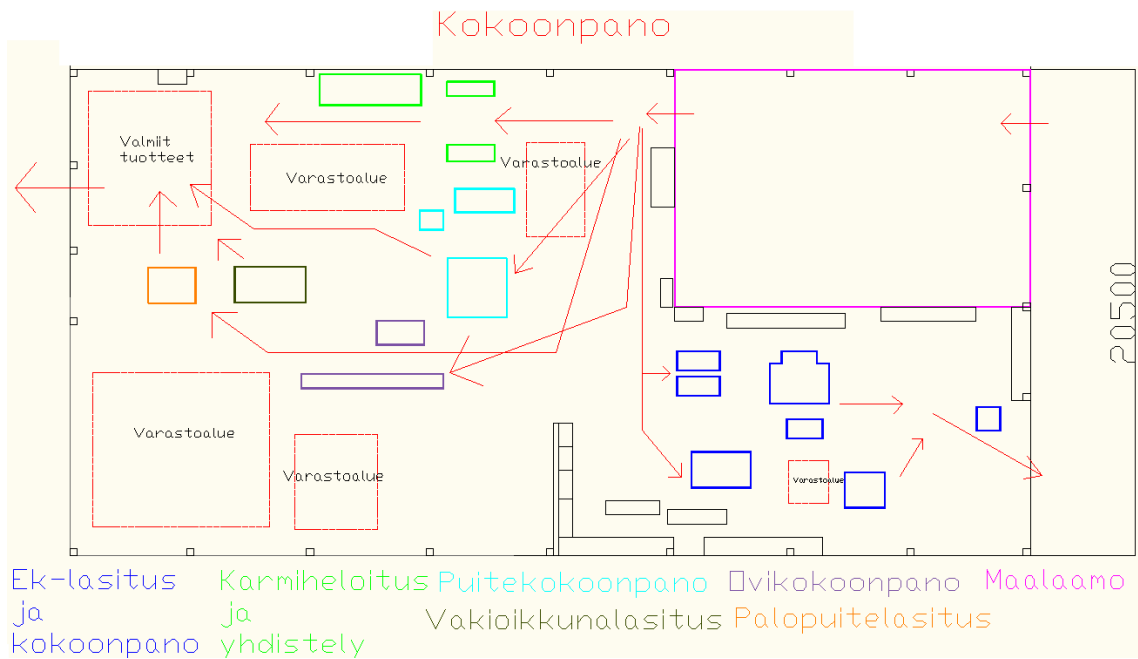 Kokoonpano
Valmiit
tuotteet
Varastoalue
Varastoalue
20500
Varastoalue
Varastoalue
Varastoalue
Ek-lasitus
ja
kokoonpano
Karmiheloitus
ja
yhdistely
Puitekokoonpano
Ovikokoonpano
Maalaamo
Vakioikkunalasitus
Palopuitelasitus